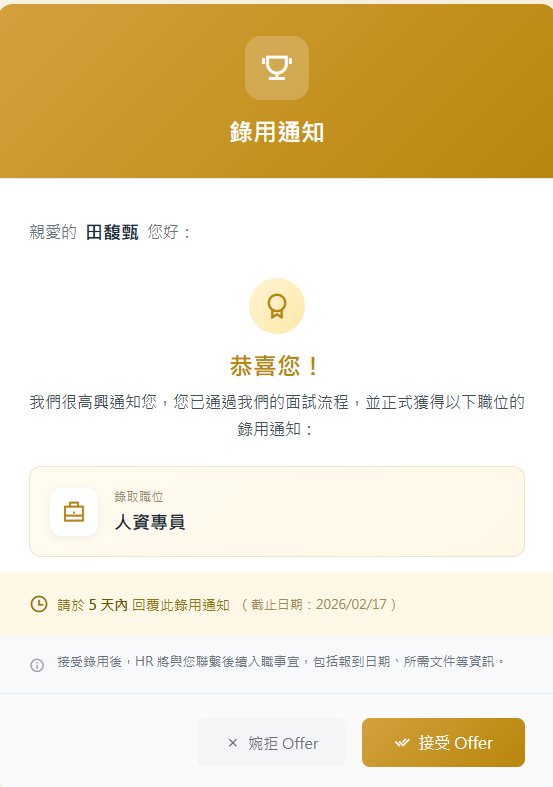 錄用通知
親愛的 田馥甄 您好：
恭喜您！
我們很高興通知您，您已通過我們的面試流程，並正式獲得以下職位的
錄用通知：
錄取職位
人資專員
請於 5 天內 回覆此錄用通知 （ 截止日期：2026/02/17 ）
接受錄用後，HR 將與您聯繫後續入職事宜，包括報到日期、所需文件等資訊。
婉拒 Offer
接受 Offer